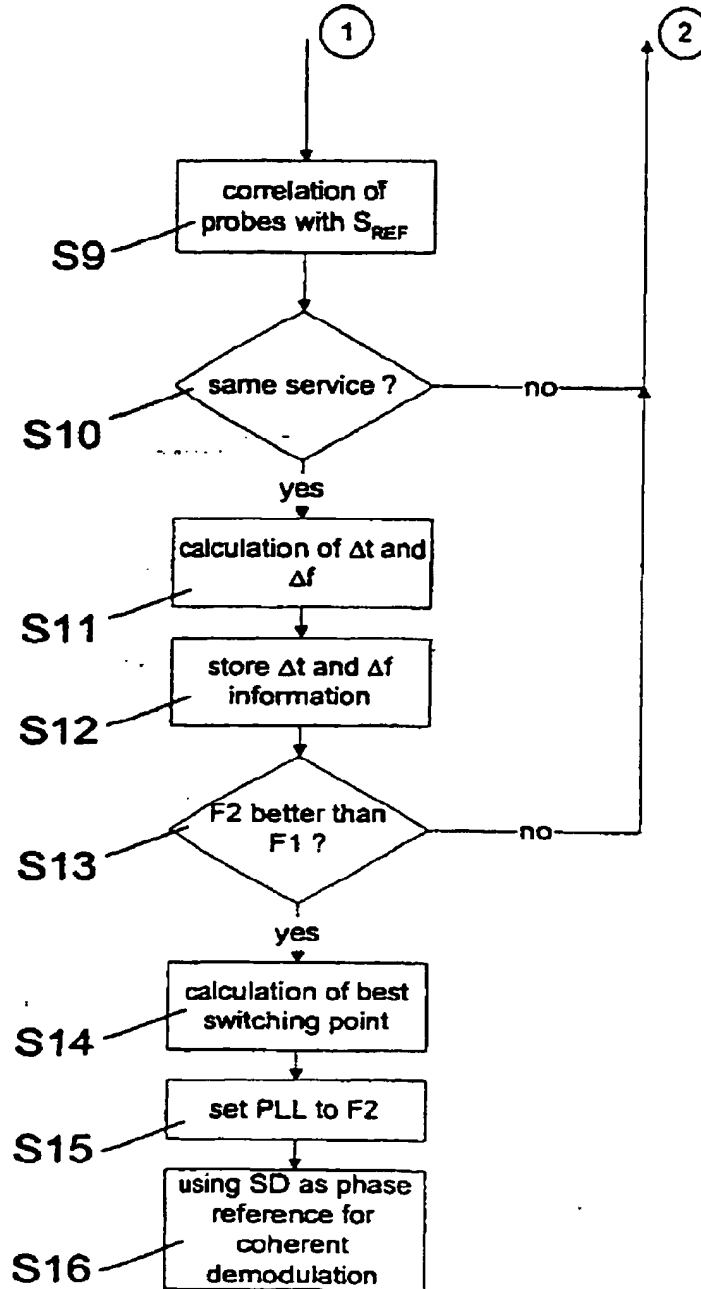 1
2
correlation of
probes with SREF
S9
same service ?
no
S10
yes
calculation of Δt and
Δf
S11
store Δt and Δf
information
S12
F2 better than
F1 ?
no
S13
yes
calculation of best
switching point
S14
set PLL to F2
S15
using SD as phase
reference for
coherent
demodulation
S16